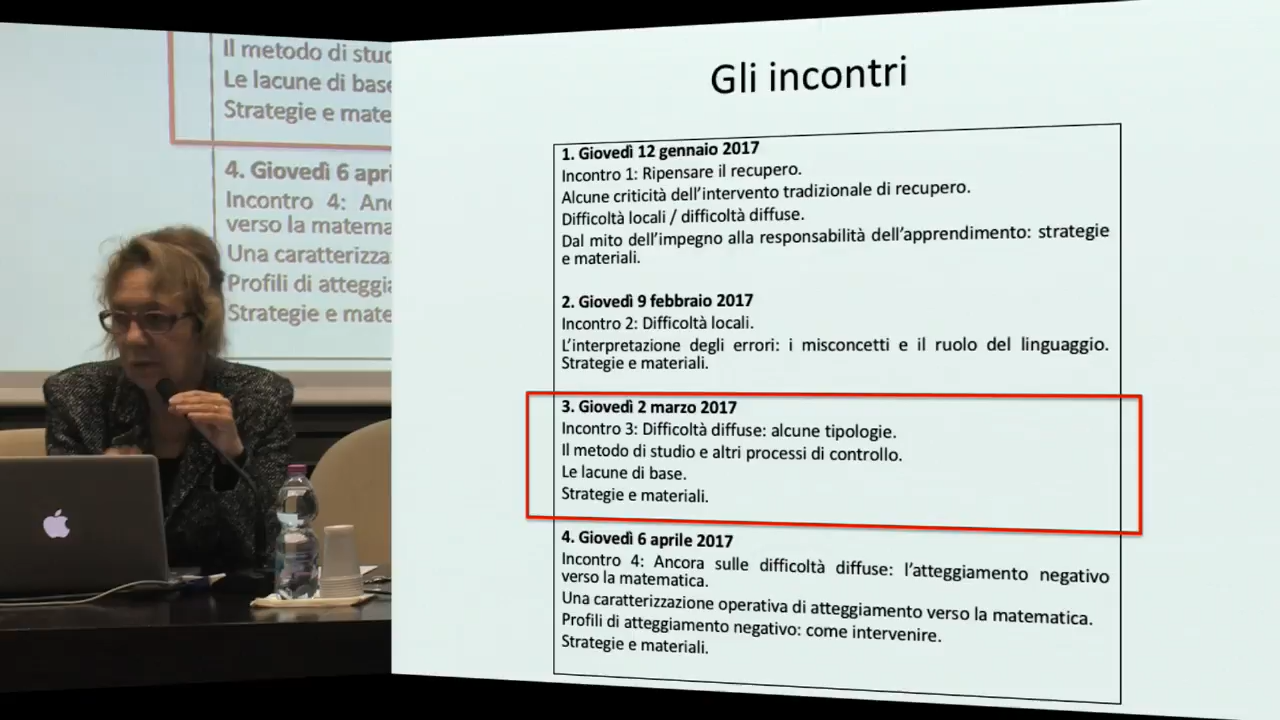 Il metodo di stud
Le lacune di base
Strategie e mate
4. Giovedì 6 apri
Incontro 4: Anc
verso la matema
Una caratterizza
Profili di atteggia
Strategie e mate
Gli incontri
1. Giovedì 12 gennaio 2017
Incontro 1: Ripensare il recupero.
Alcune criticità dell’intervento tradizionale di recupero.
Difficoltà locali / difficoltà diffuse.
Dal mito dell’impegno alla responsabilità dell’apprendimento: strategie
e materiali.
2. Giovedì 9 febbraio 2017
Incontro 2: Difficoltà locali.
L’interpretazione degli errori: i misconcetti e il ruolo del linguaggio.
Strategie e materiali.
3. Giovedì 2 marzo 2017
Incontro 3: Difficoltà diffuse: alcune tipologie.
Il metodo di studio e altri processi di controllo.
Le lacune di base.
Strategie e materiali.
4. Giovedì 6 aprile 2017
Incontro 4: Ancora sulle difficoltà diffuse: l’atteggiamento negativo
verso la matematica.
Una caratterizzazione operativa di atteggiamento verso la matematica.
Profili di atteggiamento negativo: come intervenire.
Strategie e materiali.